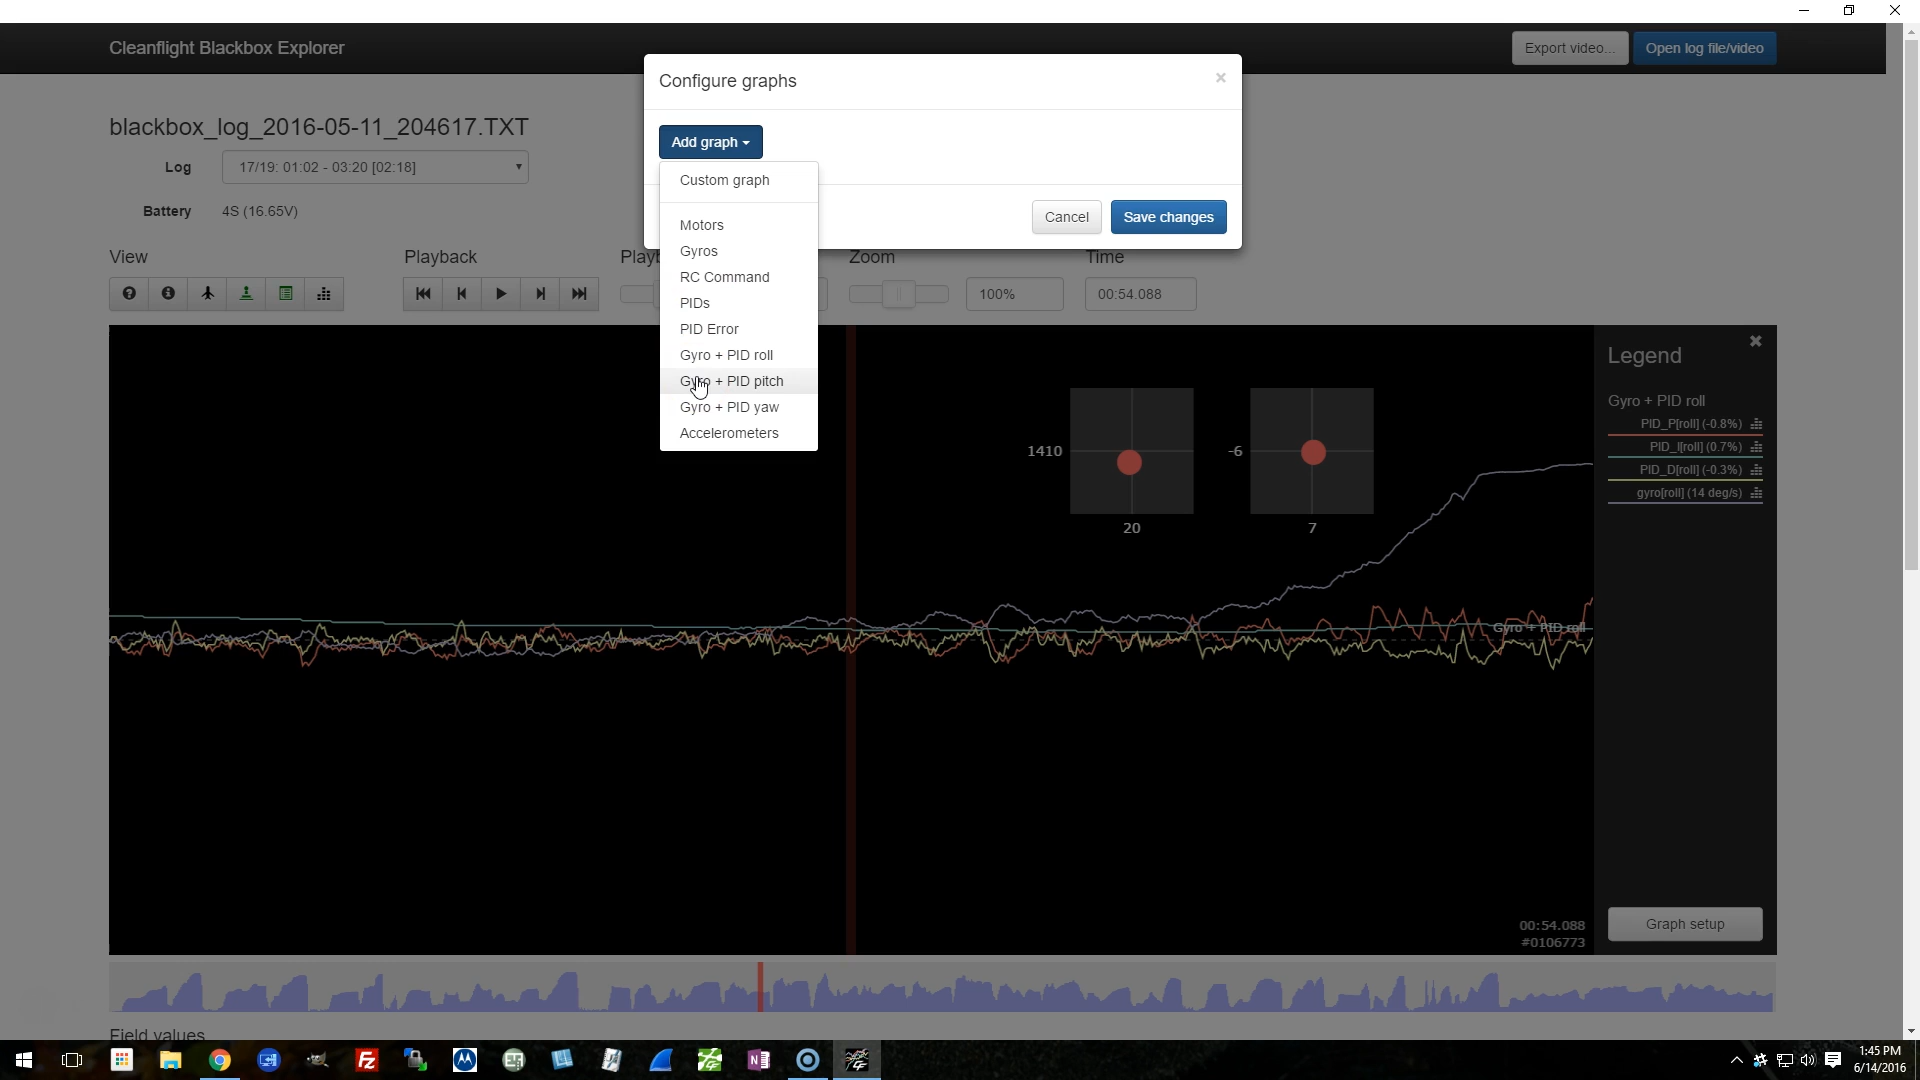 Cleanflight Blackbox Explorer
Export video...
Open log file/video
Configure graphs
×
Add graph
Custom graph
Motors
Gyros
RC Command
PIDs
PID Error
Gyro + PID roll
Gyro + PID pitch
Gyro + PID yaw
Accelerometers
Cancel
Save changes
blackbox_log_2016-05-11_204617.TXT
Log
17/19: 01:02 - 03:20 [02:18]
Battery
4S (16.65V)
View
Playback
Zoom
Time
100%
00:54.088
1410
20
-6
7
Legend
Gyro + PID roll
PID_P[roll] (-0.8%)
PID_I[roll] (0.7%)
PID_D[roll] (-0.3%)
gyro[roll] (14 deg/s)
Gyro + PID roll
00:54.088
#0106773
Graph setup
Field values
1:45 PM
6/14/2016